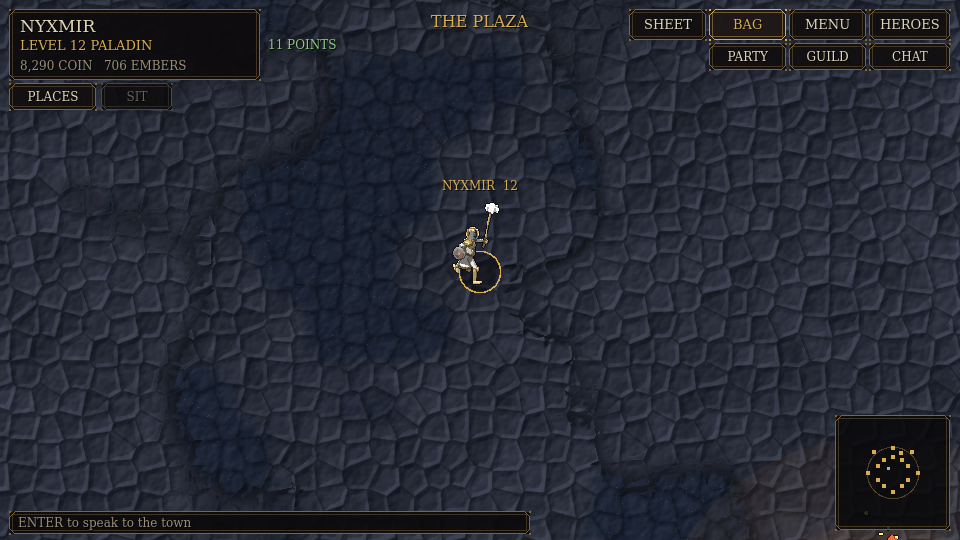 NYXMIR
LEVEL 12 PALADIN
8,290 COIN 706 EMBERS
11 POINTS
THE PLAZA
SHEET
BAG
MENU
HEROES
PARTY
GUILD
CHAT
PLACES
SIT
NYXMIR 12
ENTER to speak to the town